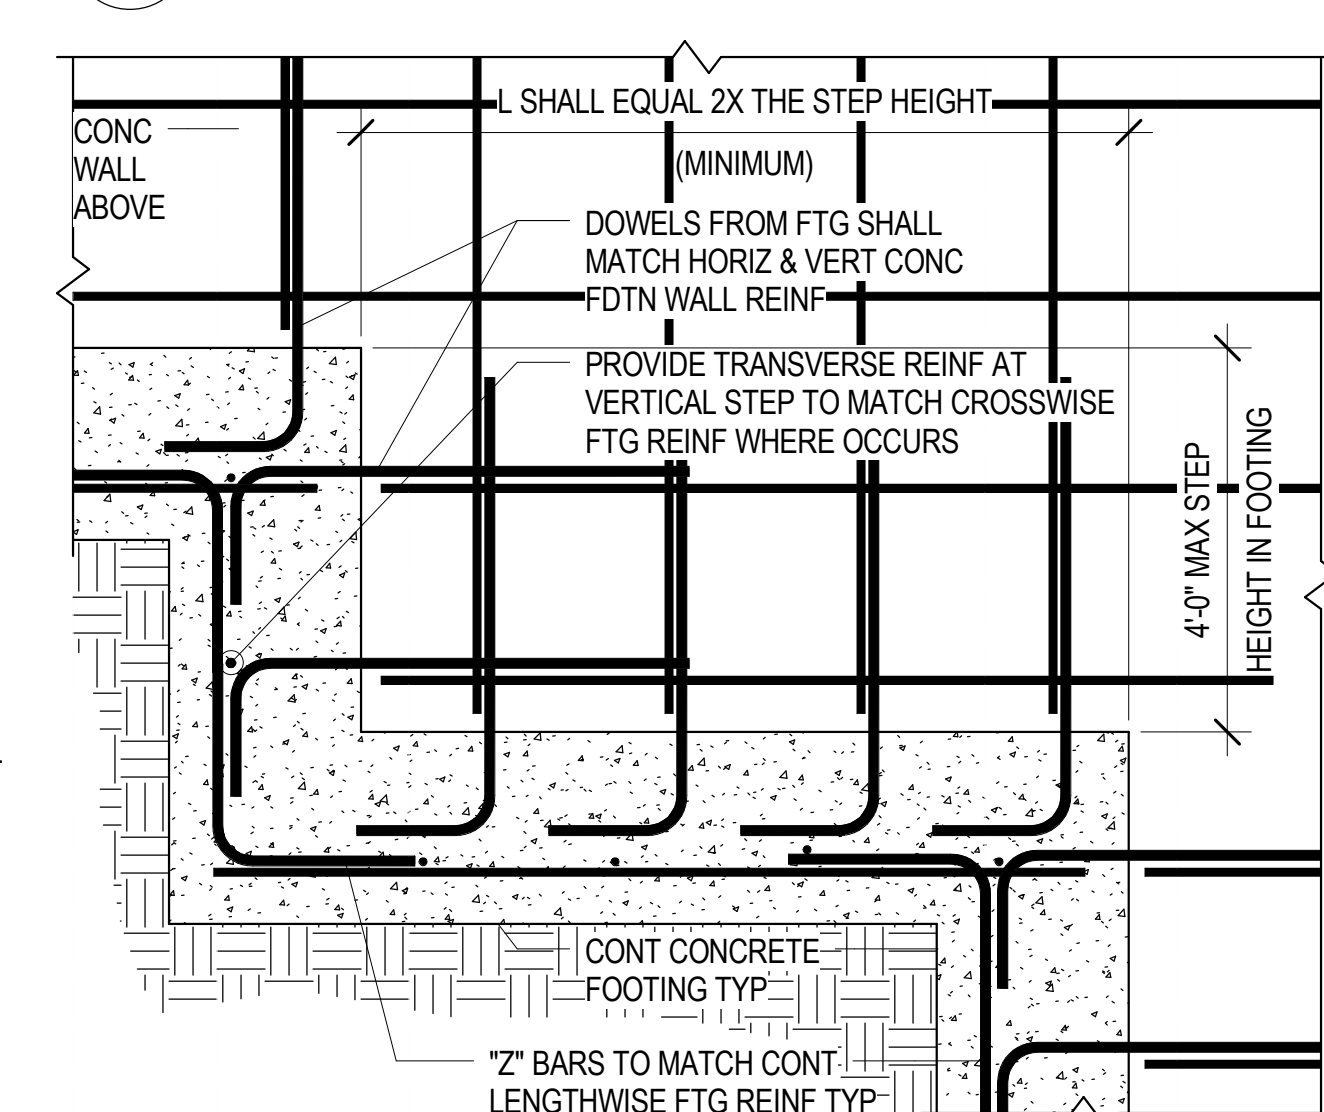 L SHALL EQUAL 2X THE STEP HEIGHT
(MINIMUM)
CONC
WALL
ABOVE
DOWELS FROM FTG SHALL
MATCH HORIZ & VERT CONC
FDTN WALL REINF
PROVIDE TRANSVERSE REINF AT
VERTICAL STEP TO MATCH CROSSWISE
FTG REINF WHERE OCCURS
4'-0" MAX STEP
HEIGHT IN FOOTING
CONT CONCRETE
FOOTING TYP
"Z" BARS TO MATCH CONT
LENGTHWISE FTG REINF TYP